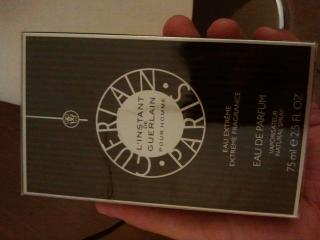 GUERLAIN
PARIS
L'INSTANT
DE
GUERLAIN
POUR HOMME
EAU EXTRÊME
EXTREME FRAGRANCE
EAU DE PARFUM
VAPORISATEUR
NATURAL SPRAY
75 ml e 2.5 FL OZ